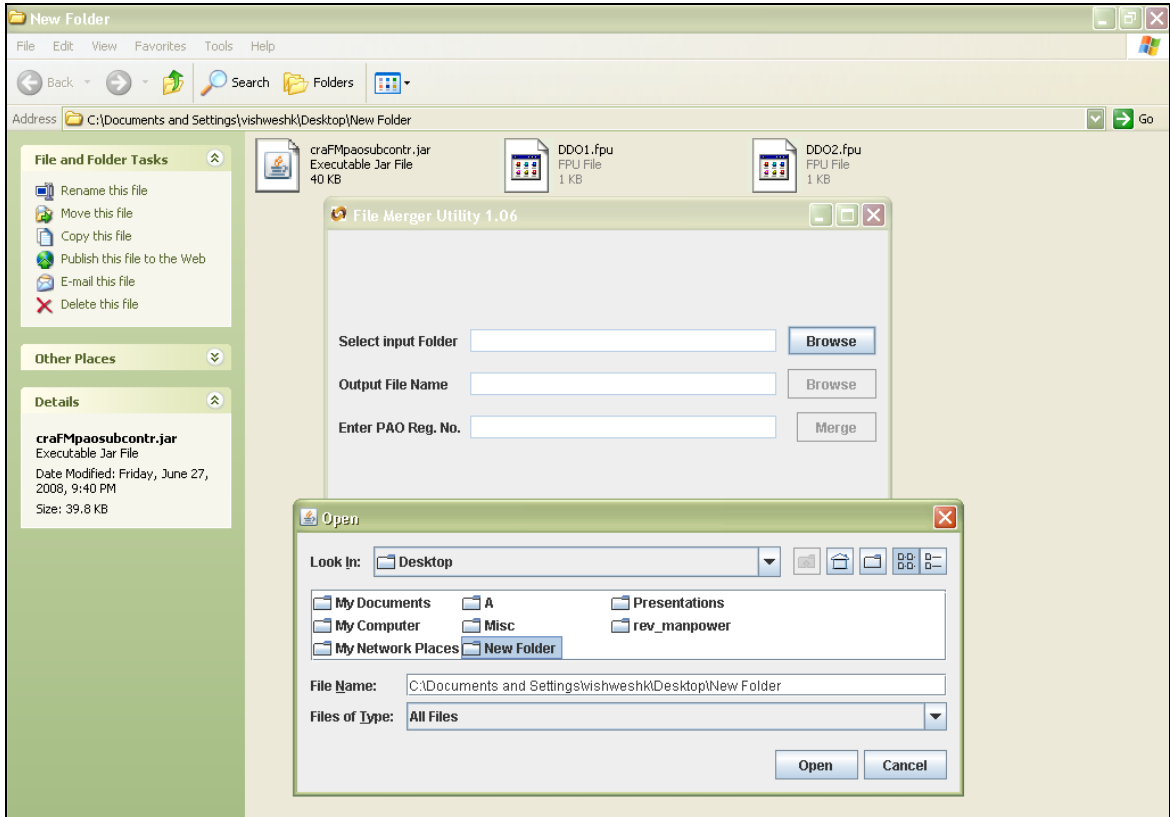 New Folder
File Edit View Favorites Tools Help
Back Search Folders
Address C:\Documents and Settings\vishweshk\Desktop\New Folder Go
File and Folder Tasks
Rename this file
Move this file
Copy this file
Publish this file to the Web
E-mail this file
Delete this file
Other Places
Details
craFMpaosubcontr.jar
Executable Jar File
Date Modified: Friday, June 27,
2008, 9:40 PM
Size: 39.8 KB
craFMpaosubcontr.jar
Executable Jar File
40 KB
DDO1.fpu
FPU File
1 KB
DDO2.fpu
FPU File
1 KB
File Merger Utility 1.06
Select input Folder Browse
Output File Name Browse
Enter PAO Reg. No. Merge
Open
Look In: Desktop
My Documents A Presentations
My Computer Misc rev_manpower
My Network Places New Folder
File Name: C:\Documents and Settings\vishweshk\Desktop\New Folder
Files of Type: All Files
Open Cancel